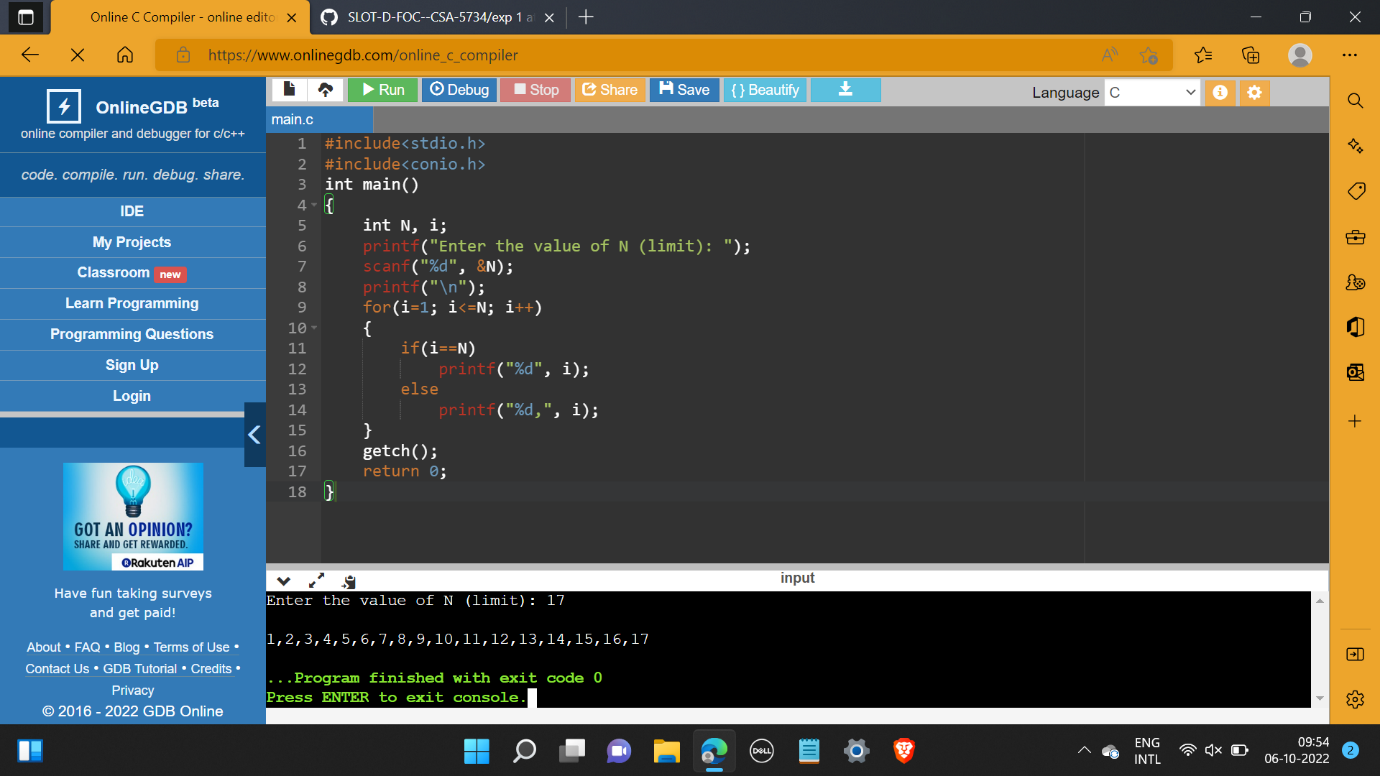 Online C Compiler - online edito
SLOT-D-FOC--CSA-5734/exp 1 a
https://www.onlinegdb.com/online_c_compiler
OnlineGDB beta
online compiler and debugger for c/c++
code. compile. run. debug. share.
IDE
My Projects
Classroom new
Learn Programming
Programming Questions
Sign Up
Login
GOT AN OPINION?
SHARE AND GET REWARDED.
Rakuten AIP
Have fun taking surveys
and get paid!
About • FAQ • Blog • Terms of Use •
Contact Us • GDB Tutorial • Credits •
Privacy
© 2016 - 2022 GDB Online
Run Debug Stop Share Save { } Beautify
Language C
main.c
1 #include<stdio.h>
2 #include<conio.h>
3 int main()
4 {
5 int N, i;
6 printf("Enter the value of N (limit): ");
7 scanf("%d", &N);
8 printf("\n");
9 for(i=1; i<=N; i++)
10 {
11 if(i==N)
12 printf("%d", i);
13 else
14 printf("%d,", i);
15 }
16 getch();
17 return 0;
18 }
input
Enter the value of N (limit): 17
1,2,3,4,5,6,7,8,9,10,11,12,13,14,15,16,17
...Program finished with exit code 0
Press ENTER to exit console.
DELL
ENG
INTL
09:54
06-10-2022
2